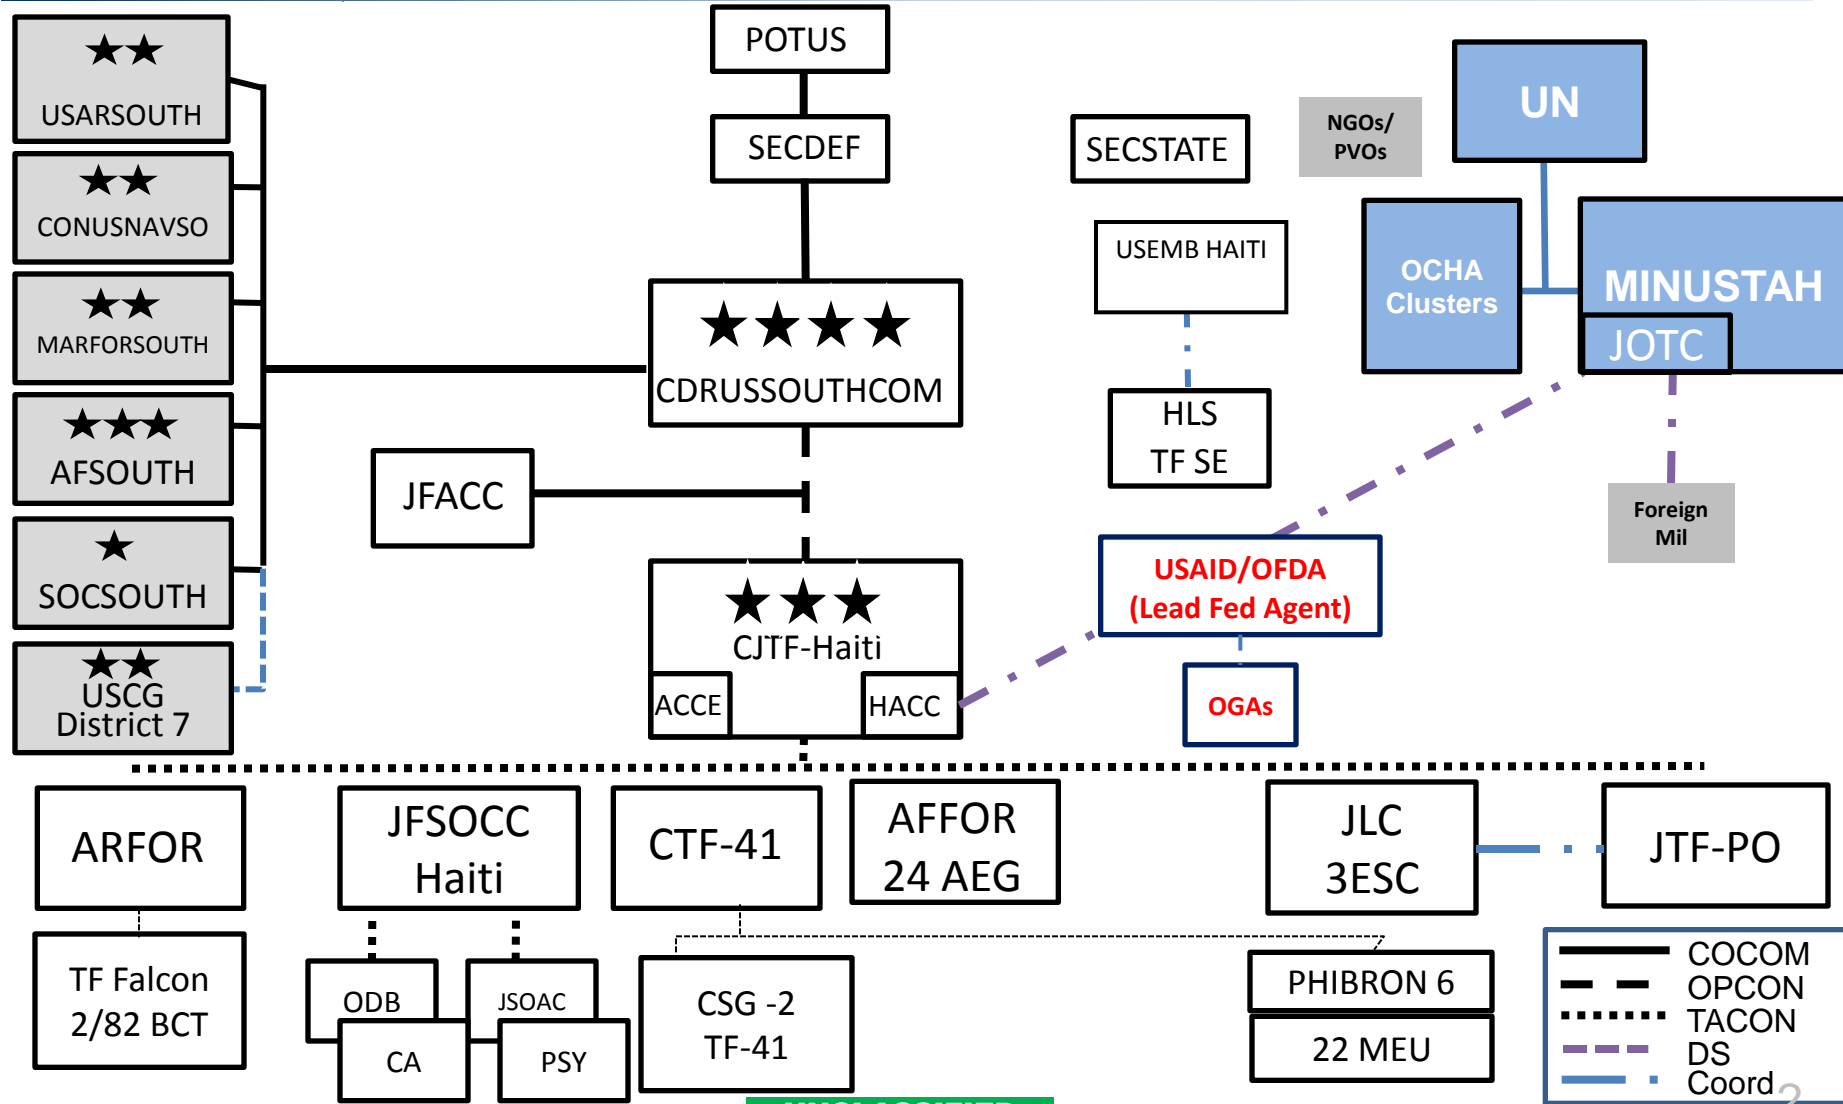 USARSOUTH
CONUSNAVSO
MARFORSOUTH
AFSOUTH
SOCSOUTH
USCG
District 7
POTUS
SECDEF
CDRUSSOUTHCOM
JFACC
CJTF-Haiti
ACCE
HACC
SECSTATE
USEMB HAITI
HLS
TF SE
NGOs/
PVOs
UN
OCHA
Clusters
MINUSTAH
JOTC
Foreign
Mil
USAID/OFDA
(Lead Fed Agent)
OGAs
ARFOR
JFSOCC
Haiti
CTF-41
AFFOR
24 AEG
JLC
3ESC
JTF-PO
TF Falcon
2/82 BCT
ODB
CA
JSOAC
PSY
CSG -2
TF-41
PHIBRON 6
22 MEU
COCOM
OPCON
TACON
DS
Coord
2